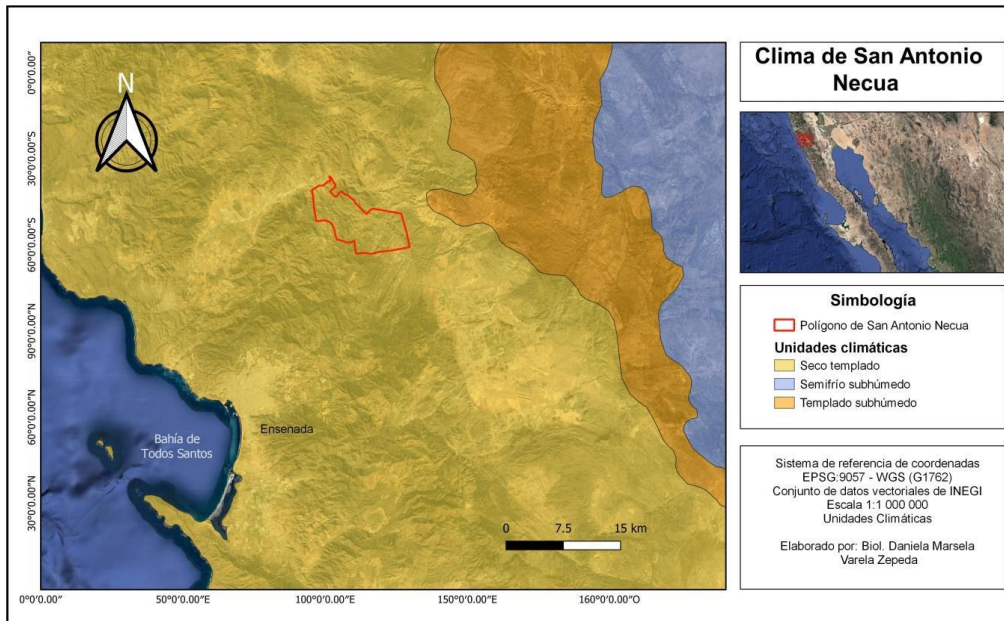 Clima de San Antonio
Necua
N
0°0'0.00"N
30°0'0.00"S
60°0'0.00"S
90°0'0.00"N
60°0'0.00"N
30°0'0.00"N
Bahía de
Todos Santos
Ensenada
0
7.5
15 km
0°0'0.00"O
50°0'0.00"E
100°0'0.00"E
150°0'0.00"E
160°0'0.00"O
Simbología
Polígono de San Antonio Necua
Unidades climáticas
Seco templado
Semifrío subhúmedo
Templado subhúmedo
Sistema de referencia de coordenadas
EPSG:9057 - WGS (G1762)
Conjunto de datos vectoriales de INEGI
Escala 1:1 000 000
Unidades Climáticas
Elaborado por: Biol. Daniela Marsela
Varela Zepeda